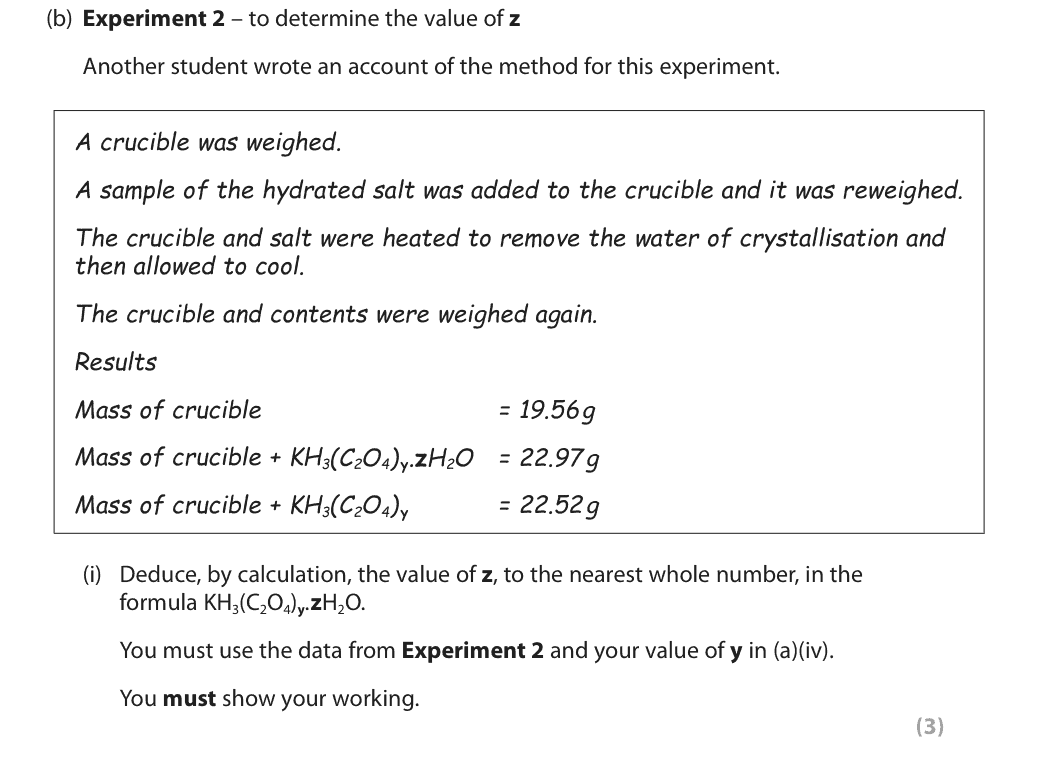 (b) Experiment 2 – to determine the value of z
Another student wrote an account of the method for this experiment.
A crucible was weighed.
A sample of the hydrated salt was added to the crucible and it was reweighed.
The crucible and salt were heated to remove the water of crystallisation and
then allowed to cool.
The crucible and contents were weighed again.
Results
Mass of crucible = 19.56 g
Mass of crucible + KH₃(C₂O₄)y.zH₂O = 22.97 g
Mass of crucible + KH₃(C₂O₄)y = 22.52 g
(i) Deduce, by calculation, the value of z, to the nearest whole number, in the
formula KH₃(C₂O₄)y.zH₂O.
You must use the data from Experiment 2 and your value of y in (a)(iv).
You must show your working.
(3)